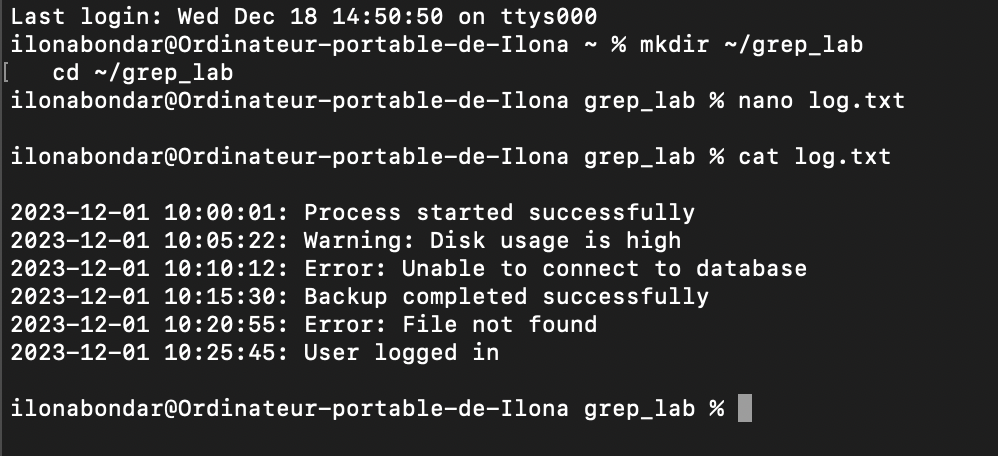 Last login: Wed Dec 18 14:50:50 on ttys000
ilonabondar@Ordinateur-portable-de-Ilona ~ % mkdir ~/grep_lab
[   cd ~/grep_lab
ilonabondar@Ordinateur-portable-de-Ilona grep_lab % nano log.txt
ilonabondar@Ordinateur-portable-de-Ilona grep_lab % cat log.txt
2023-12-01 10:00:01: Process started successfully
2023-12-01 10:05:22: Warning: Disk usage is high
2023-12-01 10:10:12: Error: Unable to connect to database
2023-12-01 10:15:30: Backup completed successfully
2023-12-01 10:20:55: Error: File not found
2023-12-01 10:25:45: User logged in
ilonabondar@Ordinateur-portable-de-Ilona grep_lab %